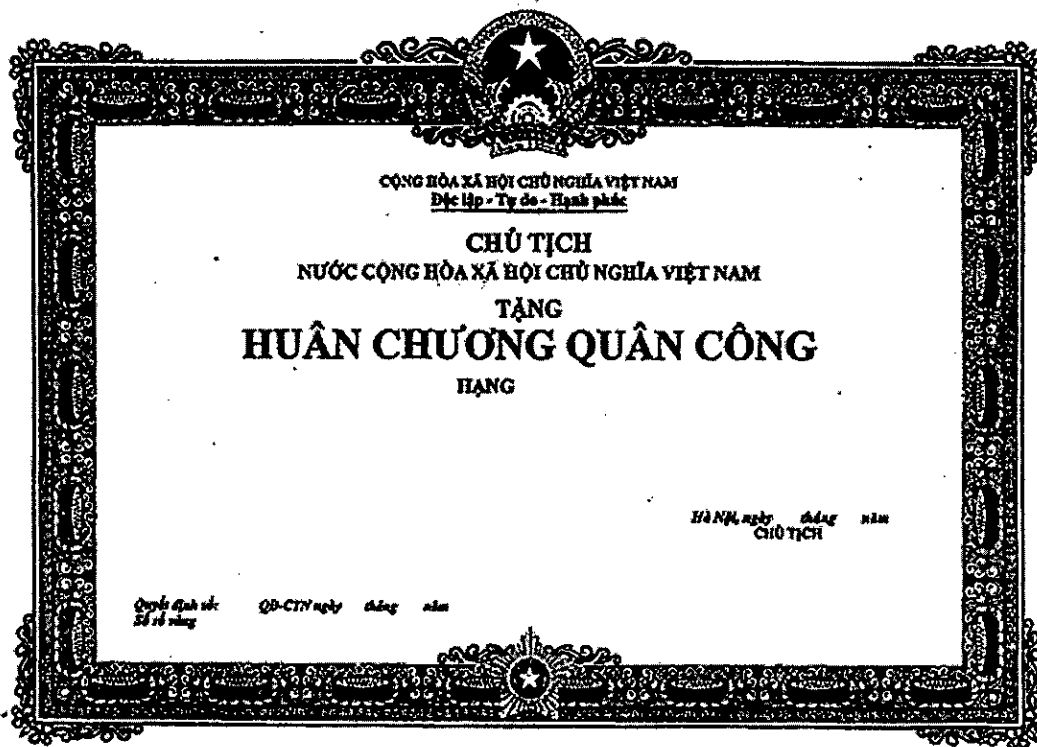 CỘNG HÒA XÃ HỘI CHỦ NGHĨA VIỆT NAM
Độc lập - Tự do - Hạnh phúc
CHỦ TỊCH
NƯỚC CỘNG HÒA XÃ HỘI CHỦ NGHĨA VIỆT NAM
TẶNG
HUÂN CHƯƠNG QUÂN CÔNG
HẠNG
Hà Nội, ngày tháng năm
CHỦ TỊCH
Quyết định số: QĐ-CTN ngày tháng năm
Số sổ vàng